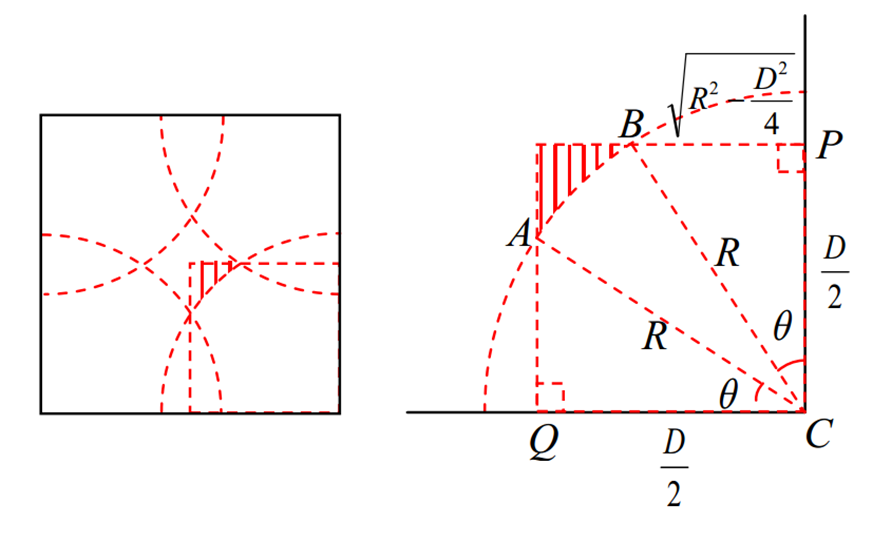 B
√(R² − D²/4)
P
A
R
D/2
θ
R
θ
Q
D/2
C